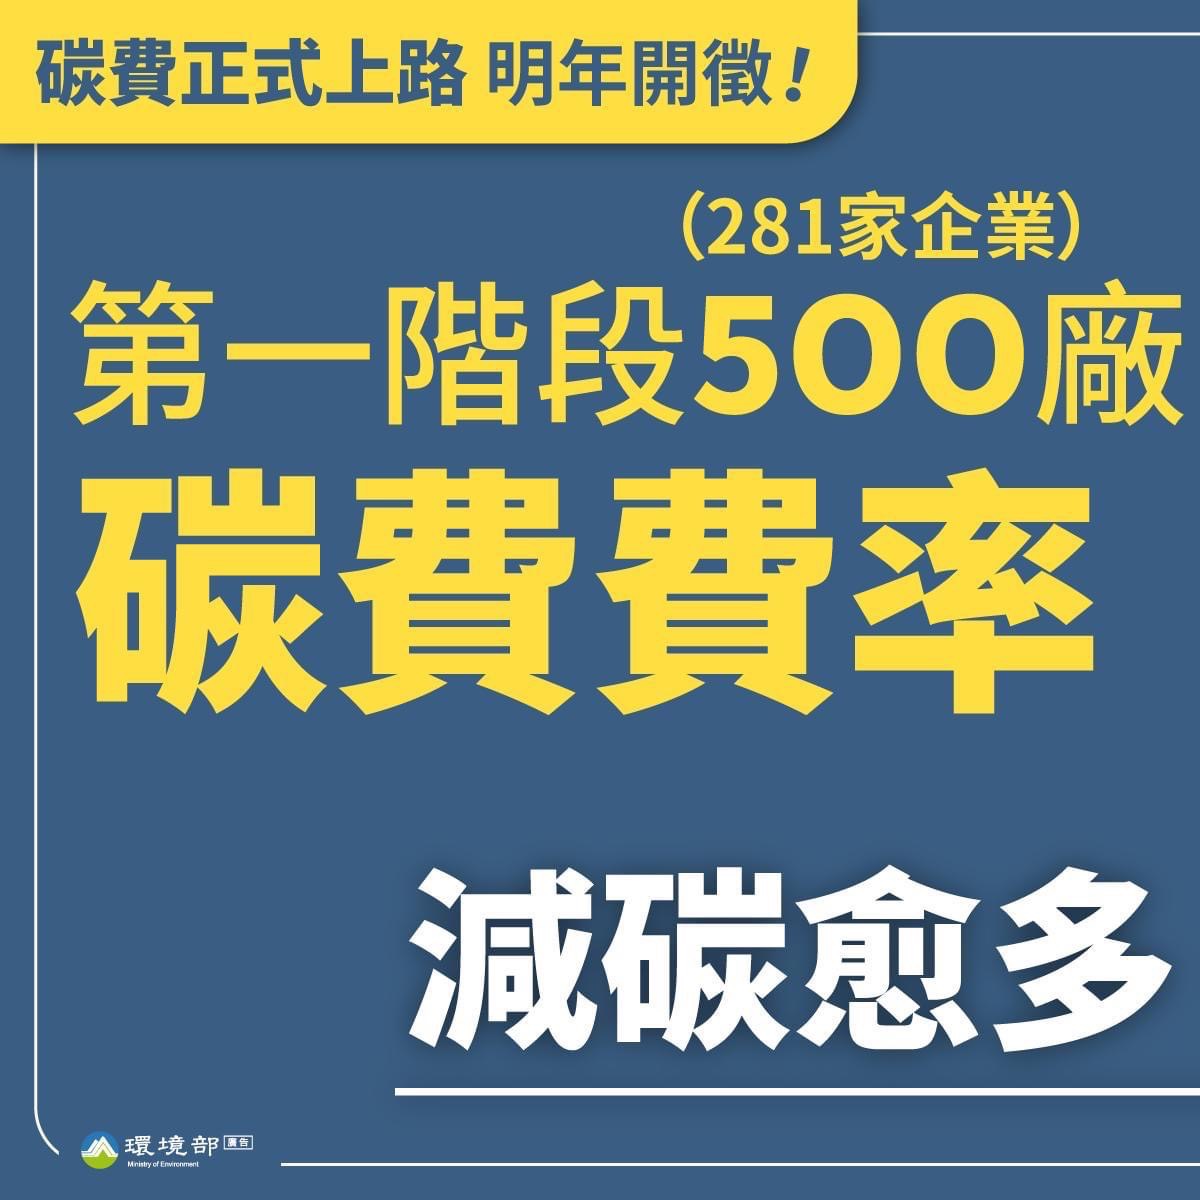 碳費正式上路 明年開徵！
（281家企業）
第一階段500廠
碳費費率
減碳愈多
環境部 廣告
Ministry of Environment